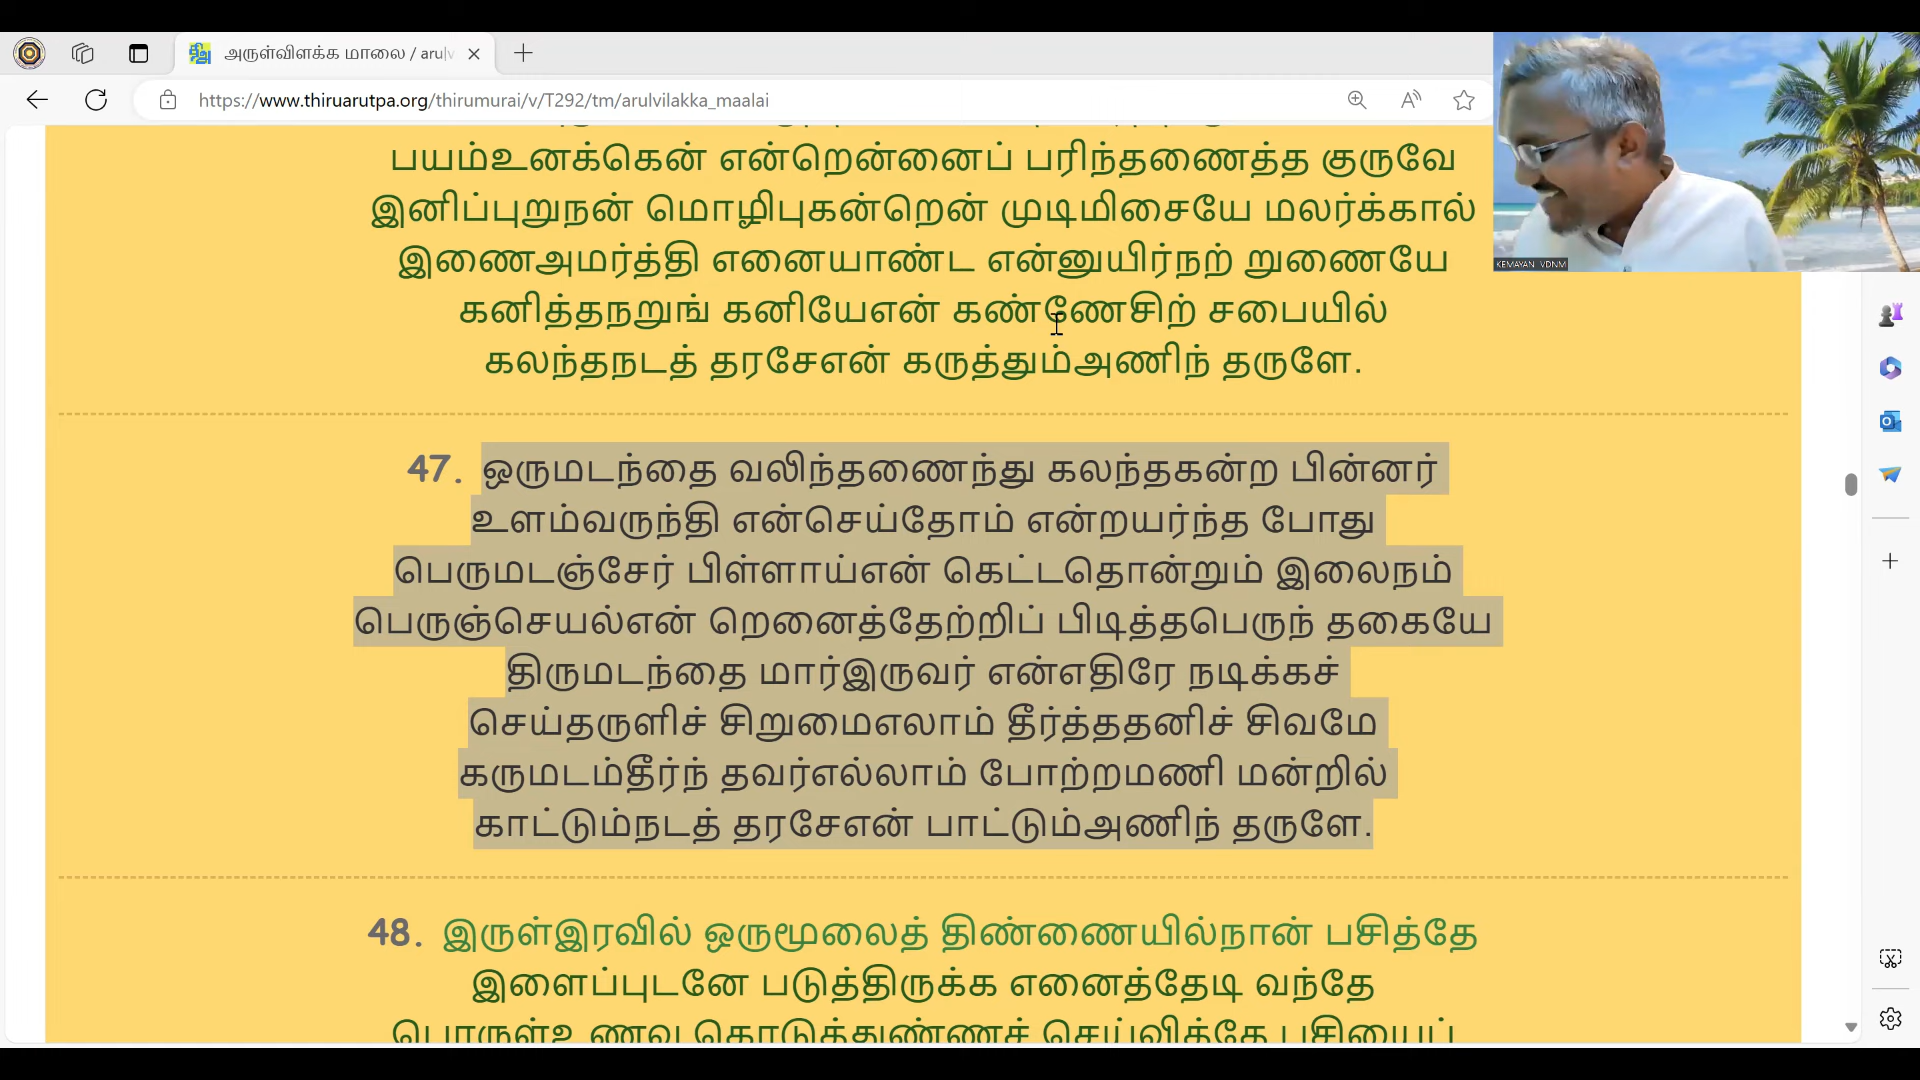 அருள்விளக்க மாலை / aruḷv
https://www.thiruarutpa.org/thirumurai/v/T292/tm/arulvilakka_maalai
பயம்உனக்கென் என்றென்னைப் பரிந்தணைத்த குருவே
இனிப்புறுநன் மொழிபுகன்றென் முடிமிசையே மலர்க்கால்
இணைஅமர்த்தி எனையாண்ட என்னுயிர்நற் றுணையே
கனித்தநறுங் கனியேஎன் கண்ணேசிற் சபையில்
கலந்தநடத் தரசேஎன் கருத்தும்அணிந் தருளே.
47. ஒருமடந்தை வலிந்தணைந்து கலந்தகன்ற பின்னர்
உளம்வருந்தி என்செய்தோம் என்றயர்ந்த போது
பெருமடஞ்சேர் பிள்ளாய்என் கெட்டதொன்றும் இலைநம்
பெருஞ்செயல்என் றெனைத்தேற்றிப் பிடித்தபெருந் தகையே
திருமடந்தை மார்இருவர் என்எதிரே நடிக்கச்
செய்தருளிச் சிறுமைஎலாம் தீர்த்ததனிச் சிவமே
கருமடம்தீர்ந் தவர்எல்லாம் போற்றமணி மன்றில்
காட்டும்நடத் தரசேஎன் பாட்டும்அணிந் தருளே.
48. இருள்இரவில் ஒருமூலைத் திண்ணையில்நான் பசித்தே
இளைப்புடனே படுத்திருக்க எனைத்தேடி வந்தே
பொருள்உணவு கொடுத்துண்ணச் செய்வித்தே பசியைப்
KEMAYAN VDNM